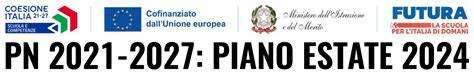 COESIONE
ITALIA 21-27
SCUOLA E
COMPETENZE
Cofinanziato
dall'Unione europea
Ministero dell'Istruzione
e del Merito
FUTURA
LA SCUOLA
PER L'ITALIA DI DOMANI
PN 2021-2027: PIANO ESTATE 2024